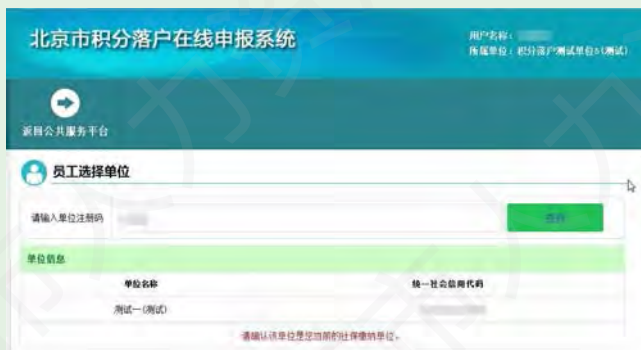 北京市积分落户在线申报系统
用户名称：
所属单位：积分落户测试单位
返回公共服务平台
员工选择单位
请输入单位注册码
查询
单位信息
单位名称 统一社会信用代码
测试一(测试)
请确认该单位是您当前的社保缴纳单位。